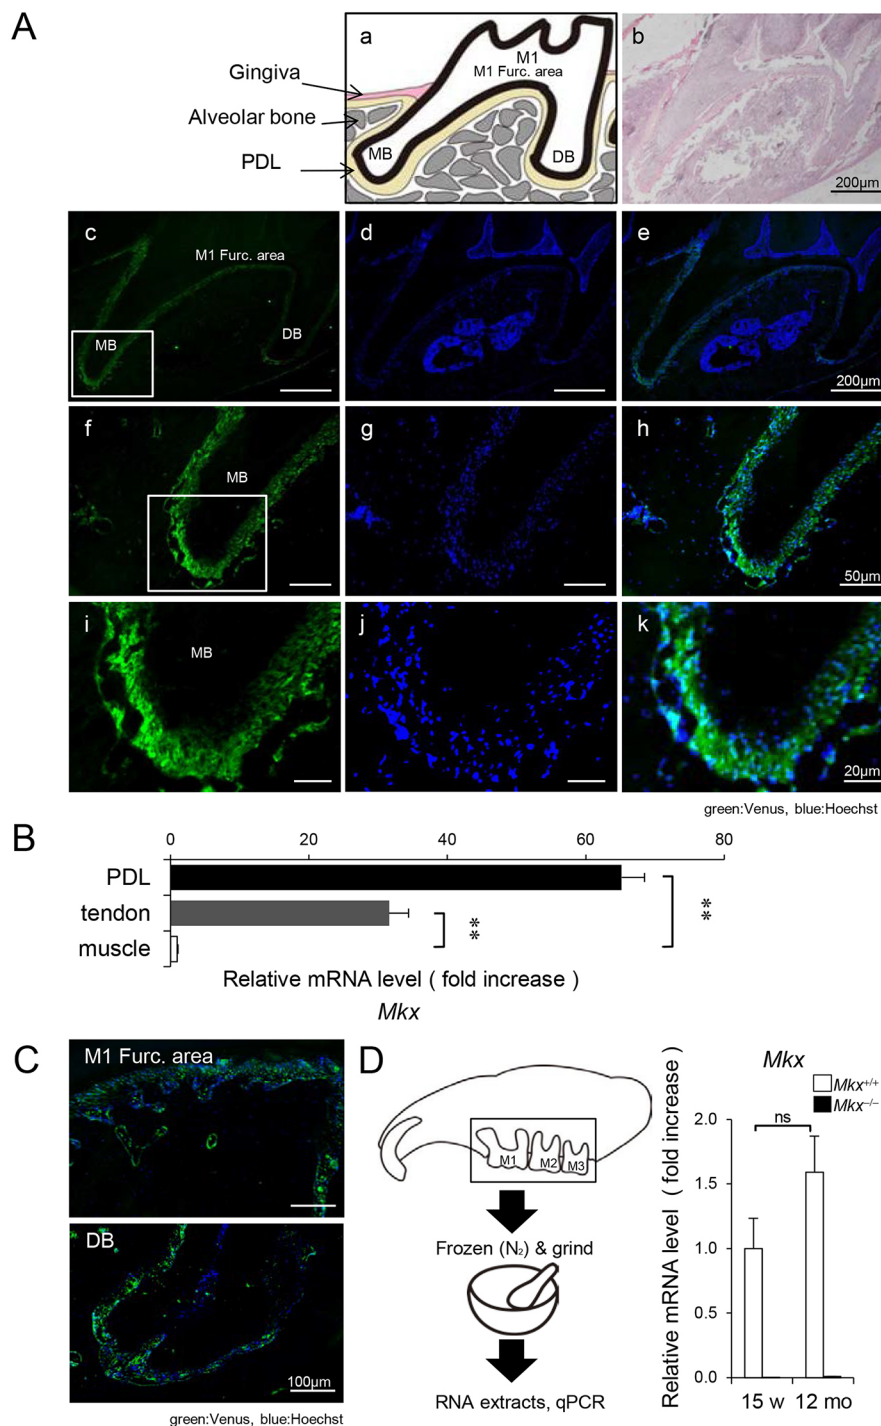 A
a
M1
M1 Furc. area
MB
DB
Gingiva
Alveolar bone
PDL
b
200μm
c
M1 Furc. area
MB
DB
d
e
200μm
f
MB
g
h
50μm
i
MB
j
k
20μm
green:Venus, blue:Hoechst
B
0 20 40 60 80
PDL
tendon
muscle
**
**
Relative mRNA level ( fold increase )
Mkx
C
M1 Furc. area
DB
100μm
green:Venus, blue:Hoechst
D
M1 M2 M3
Frozen (N₂) & grind
RNA extracts, qPCR
Mkx
Mkx+/+
Mkx−/−
Relative mRNA level ( fold increase )
2.0
1.5
1.0
0.5
0.0
ns
15 w 12 mo